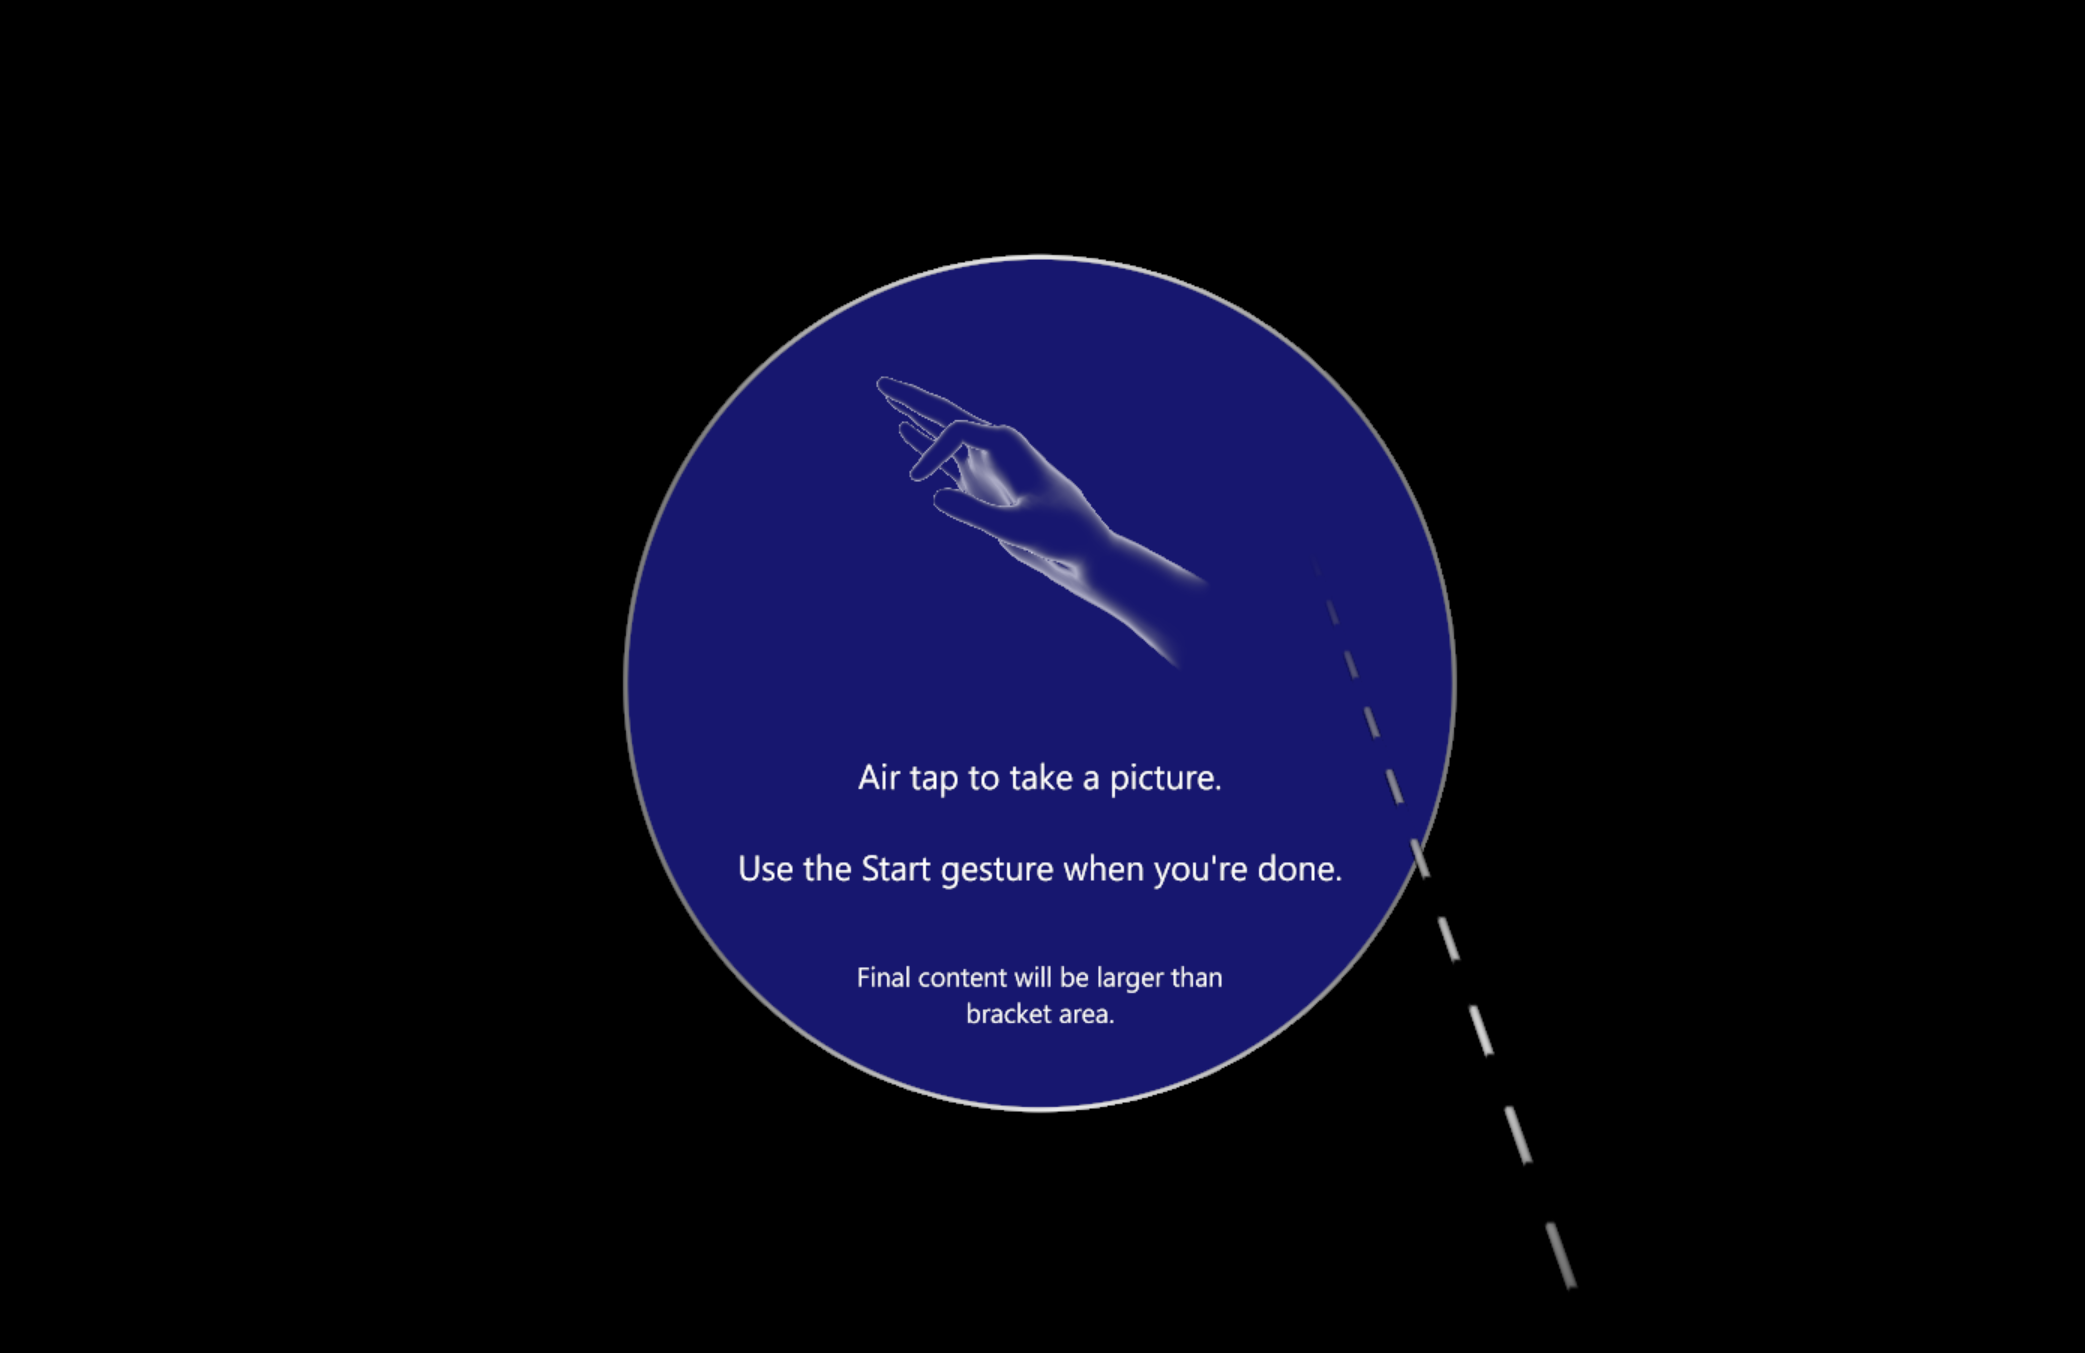 Air tap to take a picture.
Use the Start gesture when you're done.
Final content will be larger than
bracket area.